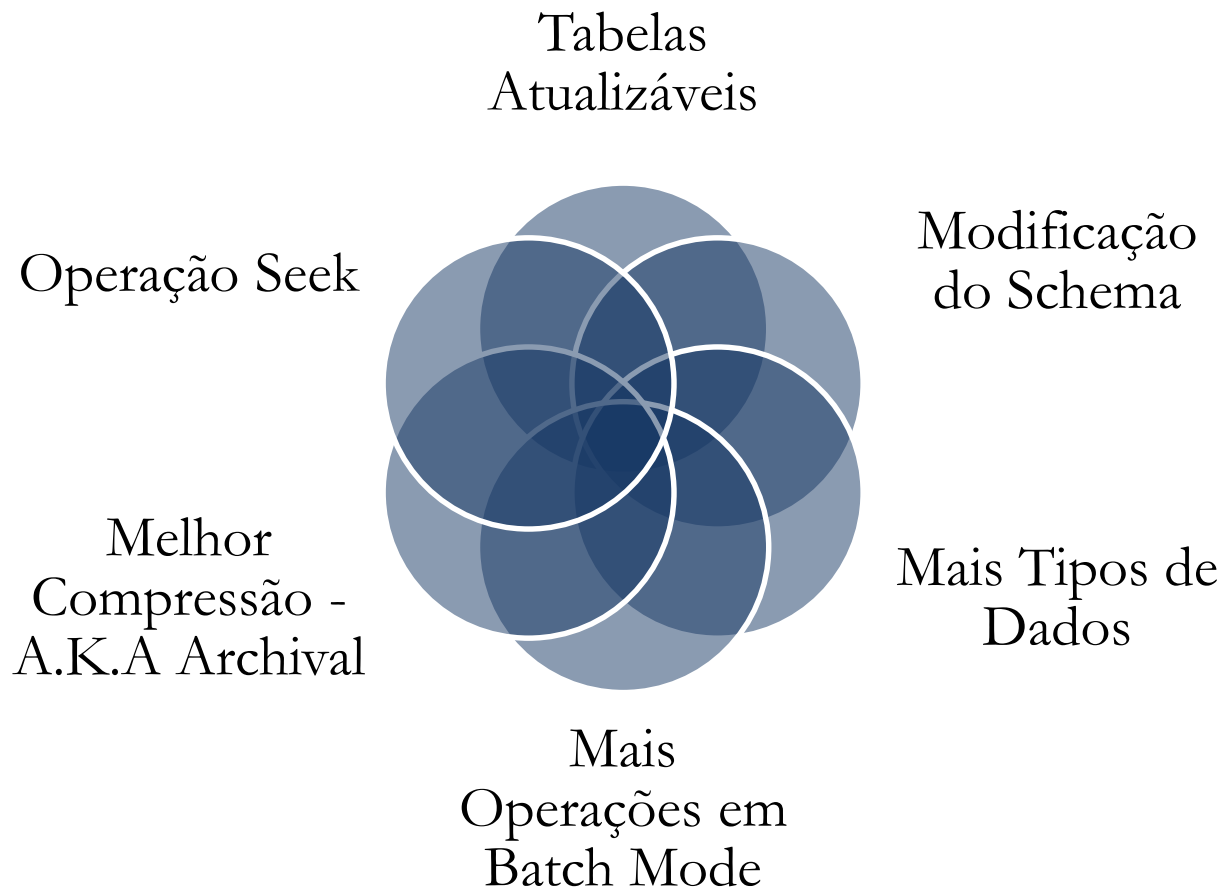 Tabelas
Atualizáveis
Modificação
do Schema
Mais Tipos de
Dados
Mais
Operações em
Batch Mode
Melhor
Compressão -
A.K.A Archival
Operação Seek